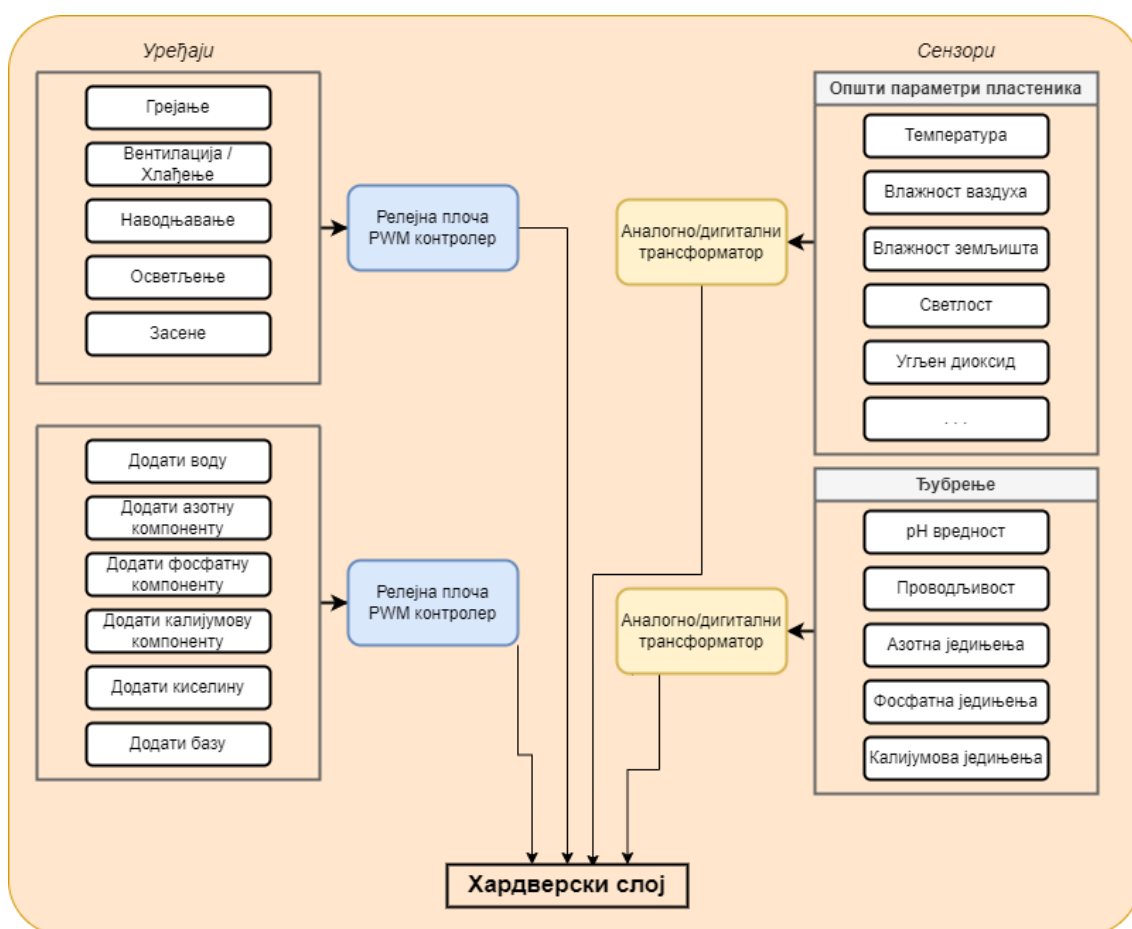 Уређаји
Грејање
Вентилација /
Хлађење
Наводњавање
Осветљење
Засене
Релејна плоча
PWM контролер
Додати воду
Додати азотну
компоненту
Додати фосфатну
компоненту
Додати калијумову
компоненту
Додати киселину
Додати базу
Релејна плоча
PWM контролер
Сензори
Општи параметри пластеника
Температура
Влажност ваздуха
Влажност земљишта
Светлост
Угљен диоксид
. . .
Аналогно/дигитални
трансформатор
Ђубрење
pH вредност
Проводљивост
Азотна једињења
Фосфатна једињења
Калијумова једињења
Аналогно/дигитални
трансформатор
Хардверски слој